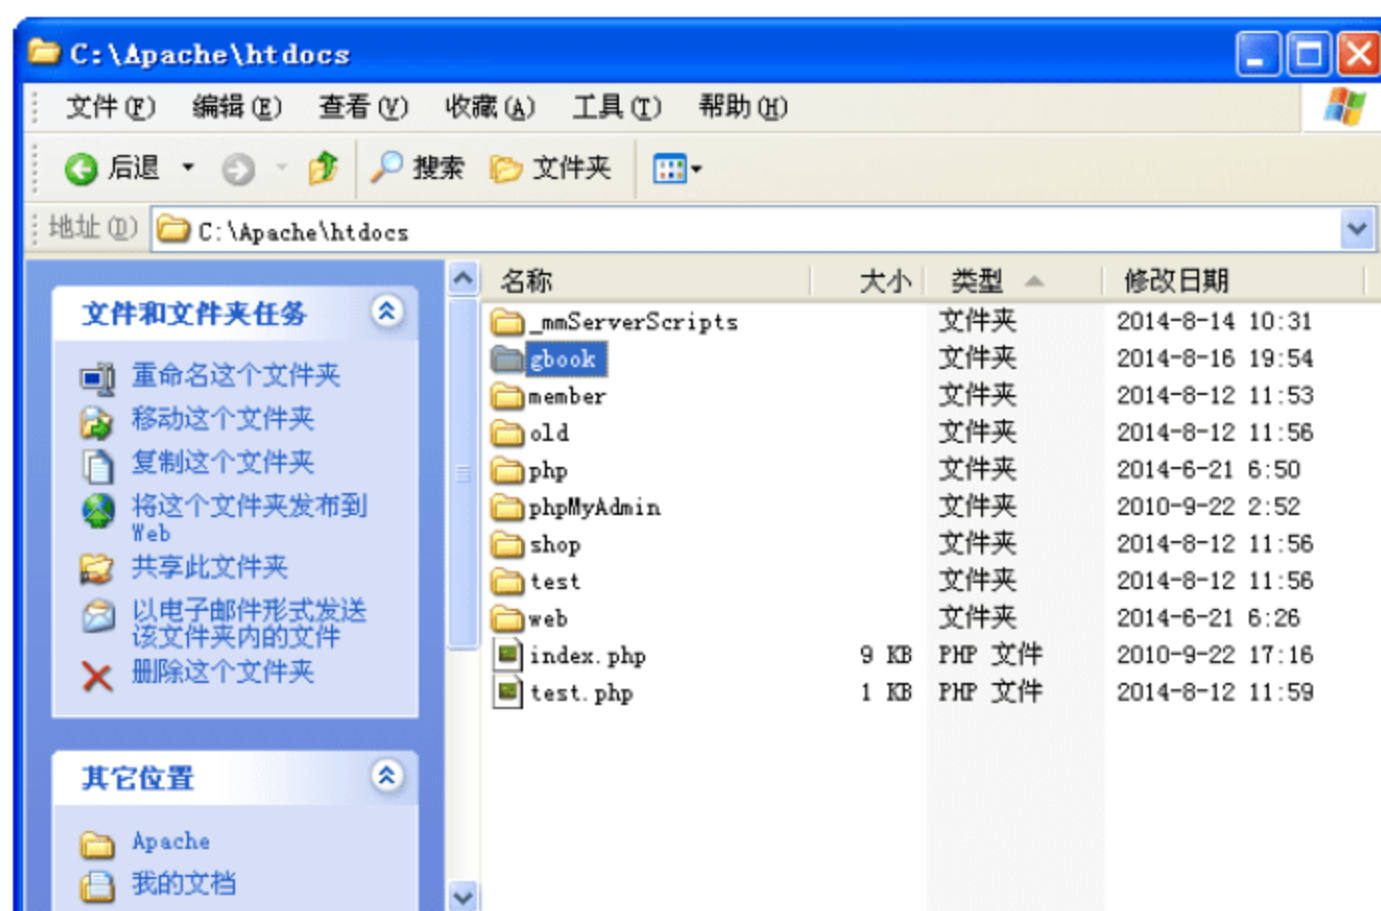 C:\Apache\htdocs
文件(F) 编辑(E) 查看(V) 收藏(A) 工具(T) 帮助(H)
后退 搜索 文件夹
地址(D) C:\Apache\htdocs
文件和文件夹任务
重命名这个文件夹
移动这个文件夹
复制这个文件夹
将这个文件夹发布到
Web
共享此文件夹
以电子邮件形式发送
该文件夹内的文件
删除这个文件夹
其它位置
Apache
我的文档
名称 大小 类型 修改日期
_mmServerScripts 文件夹 2014-8-14 10:31
gbook 文件夹 2014-8-16 19:54
member 文件夹 2014-8-12 11:53
old 文件夹 2014-8-12 11:56
php 文件夹 2014-6-21 6:50
phpMyAdmin 文件夹 2010-9-22 2:52
shop 文件夹 2014-8-12 11:56
test 文件夹 2014-8-12 11:56
web 文件夹 2014-6-21 6:26
index.php 9 KB PHP 文件 2010-9-22 17:16
test.php 1 KB PHP 文件 2014-8-12 11:59